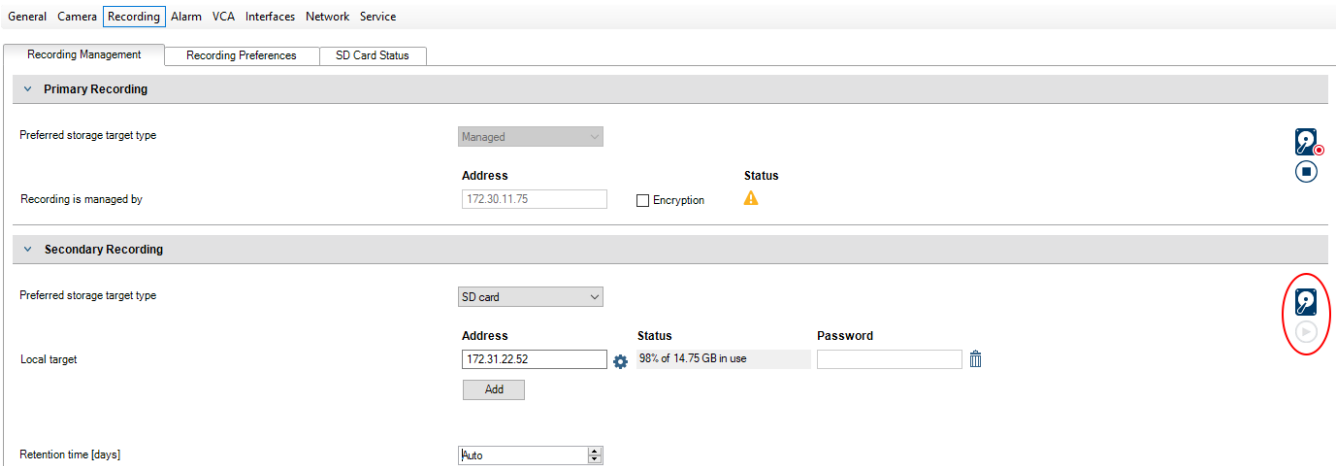 General Camera Recording Alarm VCA Interfaces Network Service
Recording Management Recording Preferences SD Card Status
Primary Recording
Preferred storage target type Managed
Address Status
Recording is managed by 172.30.11.75 Encryption
Secondary Recording
Preferred storage target type SD card
Address Status Password
Local target 172.31.22.52 98% of 14.75 GB in use
Add
Retention time [days] Auto